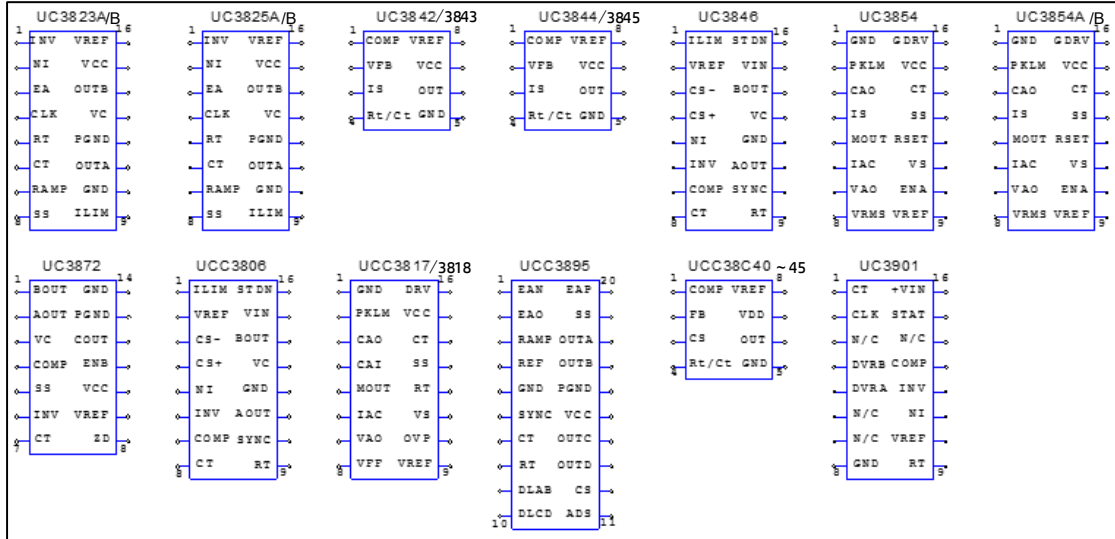 UC3823A/B UC3825A/B UC3842/3843 UC3844/3845 UC3846 UC3854 UC3854A /B
1 16 1 16 1 8 1 8 1 16 1 16 1 16
INV VREF INV VREF COMP VREF COMP VREF ILIM STDN GND GDRV GND GDRV
NI VCC NI VCC VFB VCC VFB VCC VREF VIN PKLM VCC PKLM VCC
EA OUTB EA OUTB IS OUT IS OUT CS- BOUT CAO CT CAO CT
CLK VC CLK VC Rt/Ct GND Rt/Ct GND CS+ VC IS SS IS SS
4 5 4 5
RT PGND RT PGND NI GND MOUT RSET MOUT RSET
CT OUTA CT OUTA INV AOUT IAC VS IAC VS
RAMP GND RAMP GND COMP SYNC VAO ENA VAO ENA
SS ILIM SS ILIM CT RT VRMS VREF VRMS VREF
8 9 8 9 8 9 8 9 8 9
UC3872 UCC3806 UCC3817/3818 UCC3895 UCC38C40 ~45 UC3901
1 14 1 16 1 16 1 20 1 8 1 16
BOUT GND ILIM STDN GND DRV EAN EAP COMP VREF CT +VIN
AOUT PGND VREF VIN PKLM VCC EAO SS FB VDD CLK STAT
VC COUT CS- BOUT CAO CT RAMP OUTA CS OUT N/C N/C
COMP ENB CS+ VC CAI SS REF OUTB Rt/Ct GND DVRB COMP
4 5
SS VCC NI GND MOUT RT GND PGND DVRA INV
INV VREF INV AOUT IAC VS SYNC VCC N/C NI
CT ZD COMP SYNC VAO OVP CT OUTC N/C VREF
7 8
CT RT VFF VREF RT OUTD GND RT
8 9 8 9 8 9
DLAB CS
DLCD ADS
10 11